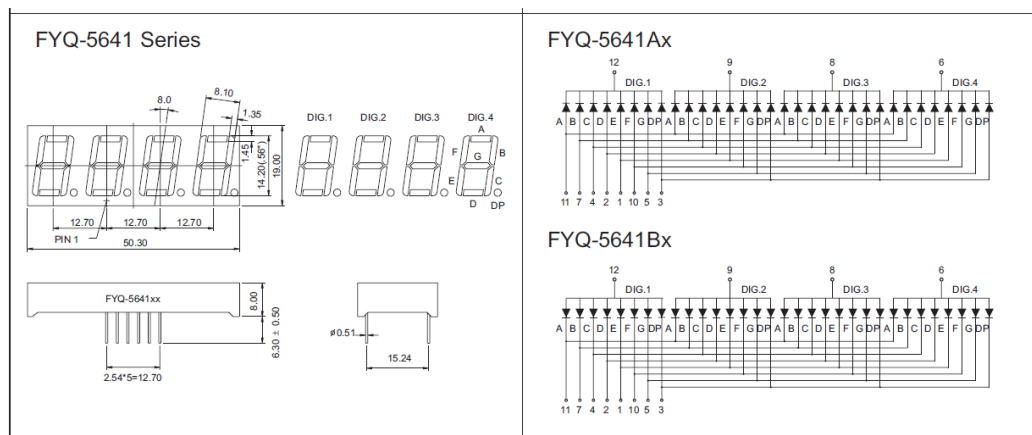 FYQ-5641 Series
8.10
8.0
1.35
DIG.1 DIG.2 DIG.3 DIG.4
A
F B
G
E C
D DP
1.45
14.20(.56")
19.00
12.70 12.70 12.70
PIN 1
50.30
FYQ-5641xx
8.00
6.30 ± 0.50
2.54*5=12.70
ø0.51
15.24
FYQ-5641Ax
12 9 8 6
DIG.1 DIG.2 DIG.3 DIG.4
A B C D E F G DP A B C D E F G DP A B C D E F G DP A B C D E F G DP
11 7 4 2 1 10 5 3
FYQ-5641Bx
12 9 8 6
DIG.1 DIG.2 DIG.3 DIG.4
A B C D E F G DP A B C D E F G DP A B C D E F G DP A B C D E F G DP
11 7 4 2 1 10 5 3